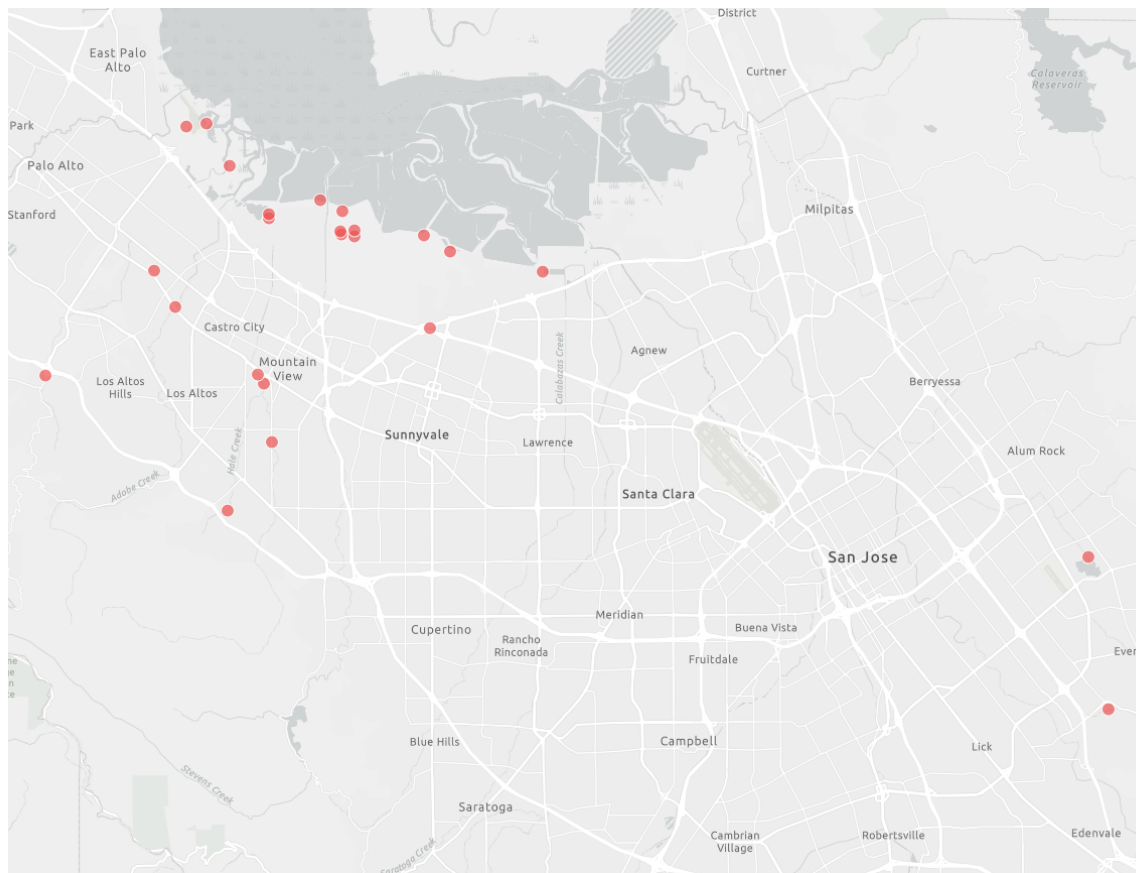 District
East Palo
Alto
Curtner
Calaveras
Reservoir
Park
Palo Alto
Stanford
Milpitas
Castro City
Mountain
View
Agnew
Calabazas Creek
Los Altos
Hills
Los Altos
Berryessa
Sunnyvale
Lawrence
Hale Creek
Alum Rock
Adobe Creek
Santa Clara
San Jose
Meridian
Cupertino
Buena Vista
Rancho
Rinconada
Fruitdale
Ever
Blue Hills
Campbell
Lick
Stevens Creek
Saratoga
Cambrian
Village
Robertsville
Edenvale
Saratoga Creek